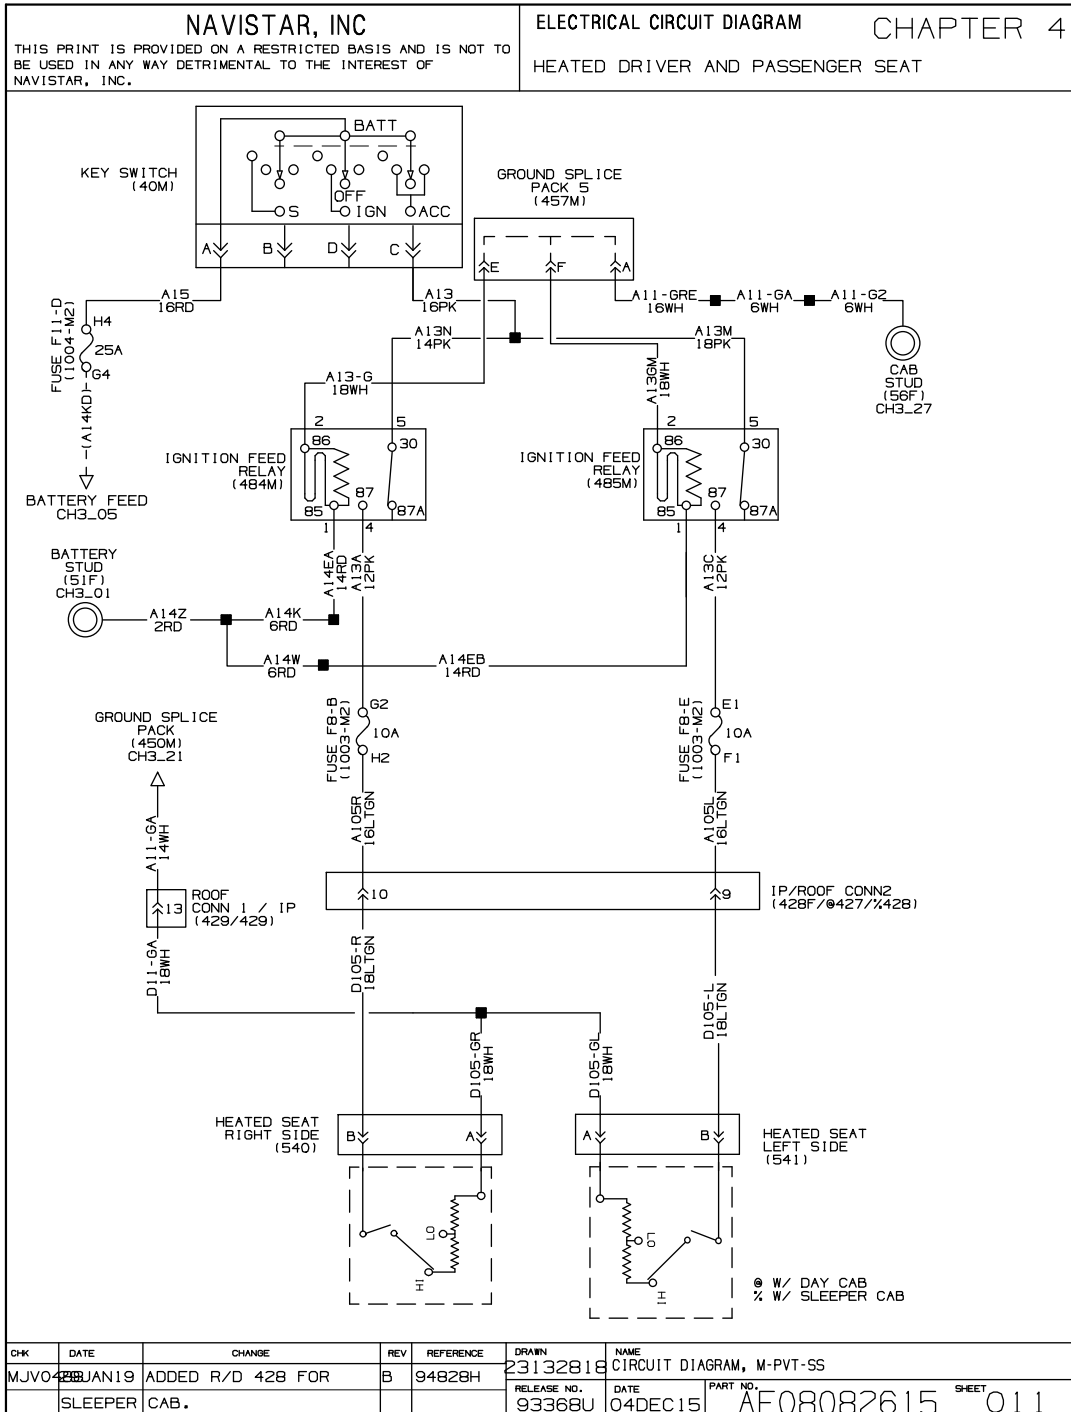 NAVISTAR, INC
THIS PRINT IS PROVIDED ON A RESTRICTED BASIS AND IS NOT TO
BE USED IN ANY WAY DETRIMENTAL TO THE INTEREST OF
NAVISTAR, INC.
ELECTRICAL CIRCUIT DIAGRAM
CHAPTER 4
HEATED DRIVER AND PASSENGER SEAT
KEY SWITCH
(40M)
BATT
OFF
S
IGN
ACC
A
B
D
C
GROUND SPLICE
PACK 5
(457M)
E
F
A
A15
16RD
A13
16PK
A11-GRE
16WH
A11-GA
6WH
A11-G2
6WH
CAB
STUD
(56F)
CH3_27
FUSE F11-D
(1004-M2)
H4
25A
G4
(A14KD)
BATTERY FEED
CH3_05
A13N
14PK
A13M
18PK
A13-G
18WH
A13GM
18WH
IGNITION FEED
RELAY
(484M)
2
5
86
30
87
85
87A
1
4
IGNITION FEED
RELAY
(485M)
2
5
86
30
87
85
87A
1
4
BATTERY
STUD
(51F)
CH3_01
A14EA
14RD
A13A
12PK
A13C
12PK
A14Z
2RD
A14K
6RD
A14W
6RD
A14EB
14RD
FUSE F8-B
(1003-M2)
G2
10A
H2
FUSE F8-E
(1003-M2)
E1
10A
F1
GROUND SPLICE
PACK
(450M)
CH3_21
A11-GA
14WH
A105R
16LTGN
A105L
16LTGN
13
ROOF
CONN 1 / IP
(429/429)
10
9
IP/ROOF CONN2
(428F/@427/%428)
D11-GA
18WH
D105-R
18LTGN
D105-L
18LTGN
D105-GR
18WH
D105-GL
18WH
HEATED SEAT
RIGHT SIDE
(540)
B
A
A
B
HEATED SEAT
LEFT SIDE
(541)
LO
HI
LO
HI
@ W/ DAY CAB
% W/ SLEEPER CAB
CHK
DATE
CHANGE
REV
REFERENCE
DRAWN
NAME
ADDED R/D 428 FOR
B
94828H
23132818
CIRCUIT DIAGRAM, M-PVT-SS
SLEEPER
CAB.
RELEASE NO.
93368U
DATE
04DEC15
PART NO.
AF08082615
SHEET
011